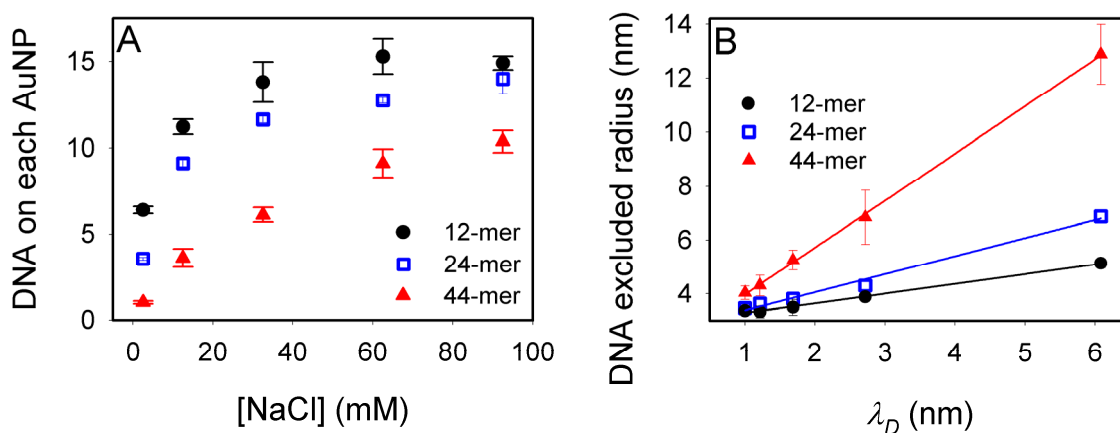 A
DNA on each AuNP
15
10
5
0
12-mer
24-mer
44-mer
0 20 40 60 80 100
[NaCl] (mM)
B
DNA excluded radius (nm)
14
12
10
8
6
4
12-mer
24-mer
44-mer
1 2 3 4 5 6
λD (nm)